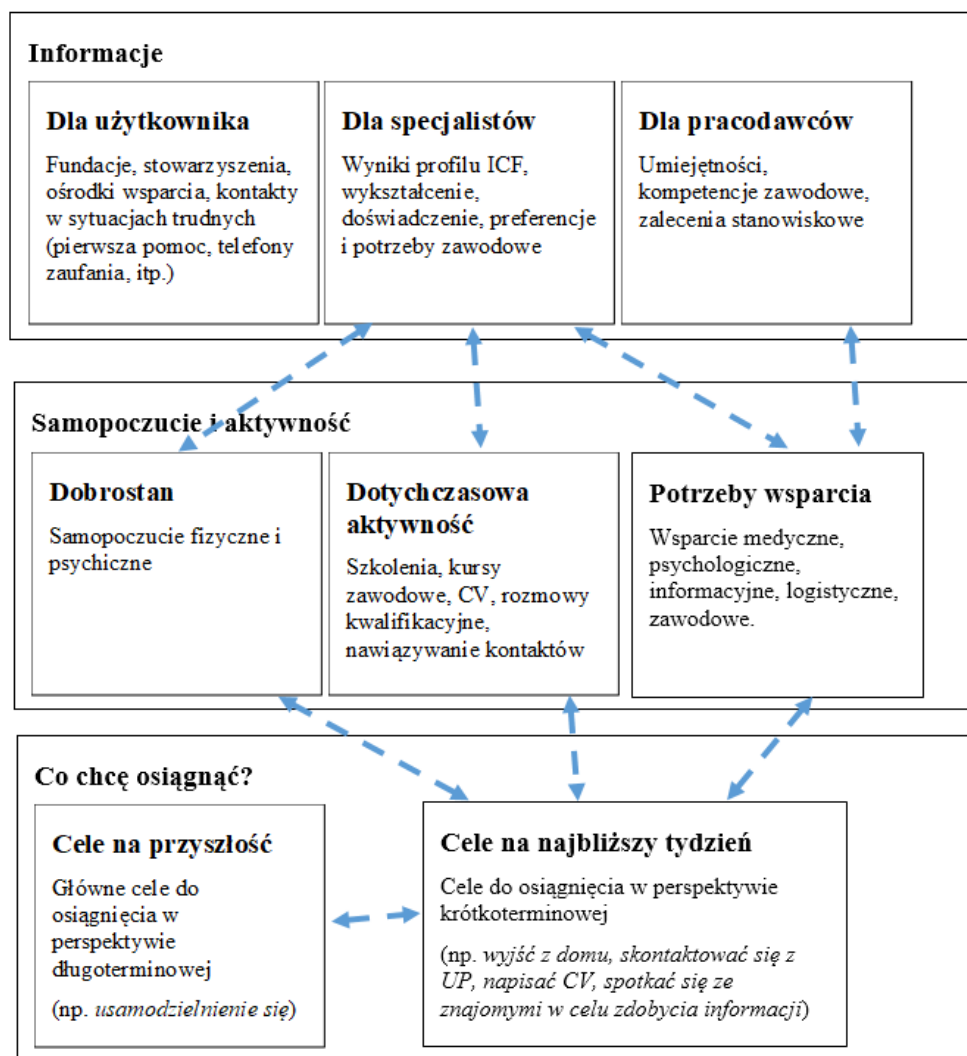 Informacje
Dla użytkownika
Fundacje, stowarzyszenia,
ośrodki wsparcia, kontakty
w sytuacjach trudnych
(pierwsza pomoc, telefony
zaufania, itp.)
Dla specjalistów
Wyniki profilu ICF,
wykształcenie,
doświadczenie, preferencje
i potrzeby zawodowe
Dla pracodawców
Umiejętności,
kompetencje zawodowe,
zalecenia stanowiskowe
Samopoczucie i aktywność
Dobrostan
Samopoczucie fizyczne i
psychiczne
Dotychczasowa
aktywność
Szkolenia, kursy
zawodowe, CV, rozmowy
kwalifikacyjne,
nawiązywanie kontaktów
Potrzeby wsparcia
Wsparcie medyczne,
psychologiczne,
informacyjne, logistyczne,
zawodowe.
Co chcę osiągnąć?
Cele na przyszłość
Główne cele do
osiągnięcia w
perspektywie
długoterminowej
(np. usamodzielnienie się)
Cele na najbliższy tydzień
Cele do osiągnięcia w perspektywie
krótkoterminowej
(np. wyjść z domu, skontaktować się z
UP, napisać CV, spotkać się ze
znajomymi w celu zdobycia informacji)